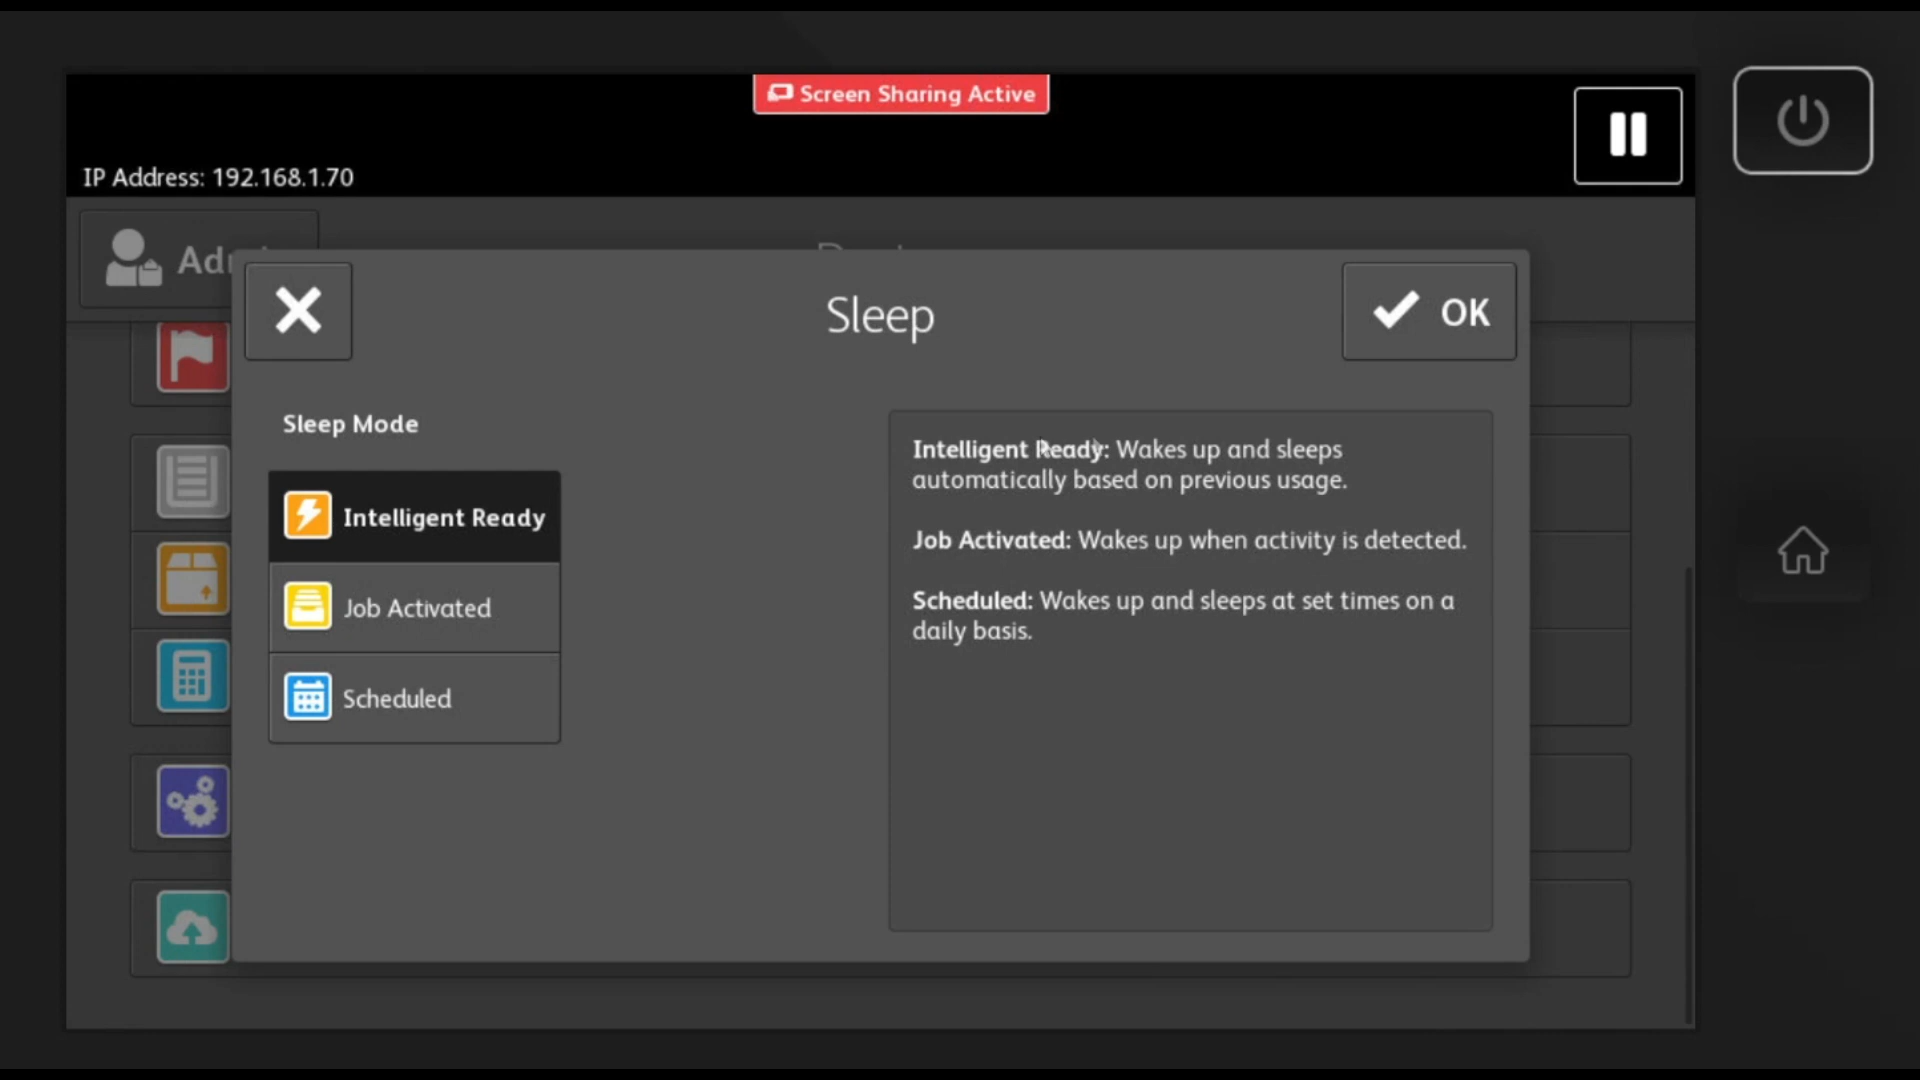 Screen Sharing Active
IP Address: 192.168.1.70
Sleep
OK
Sleep Mode
Intelligent Ready
Job Activated
Scheduled
Intelligent Ready: Wakes up and sleeps
automatically based on previous usage.
Job Activated: Wakes up when activity is detected.
Scheduled: Wakes up and sleeps at set times on a
daily basis.